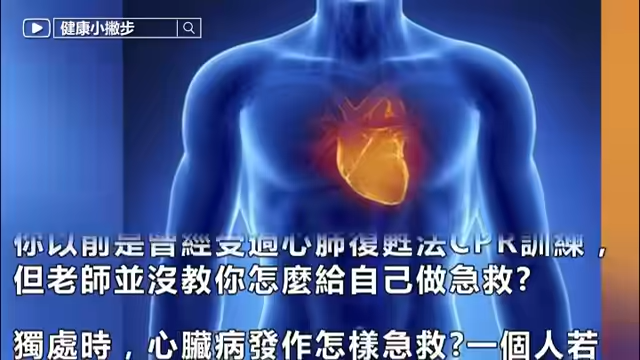 健康小撇步
你以前是曾經受過心肺復甦法CPR訓練，
但老師並沒教你怎麼給自己做急救?
獨處時，心臟病發作怎樣急救?一個人若